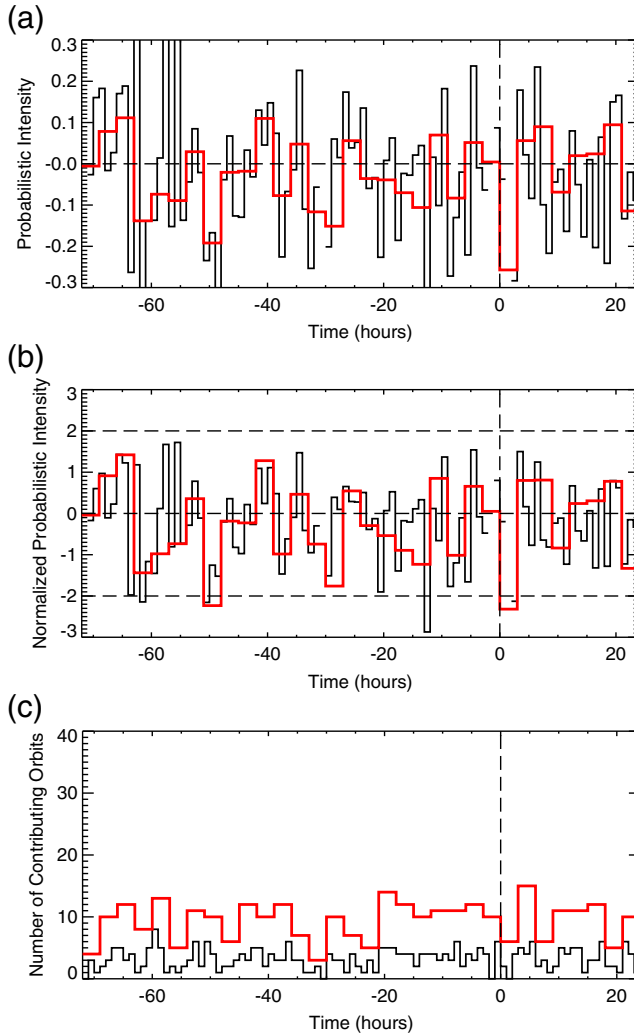 (a)
Probabilistic Intensity
0.3
0.2
0.1
-0.0
-0.1
-0.2
-0.3
-60 -40 -20 0 20
Time (hours)
(b)
Normalized Probabilistic Intensity
3
2
1
0
-1
-2
-3
-60 -40 -20 0 20
Time (hours)
(c)
Number of Contributing Orbits
40
30
20
10
0
-60 -40 -20 0 20
Time (hours)